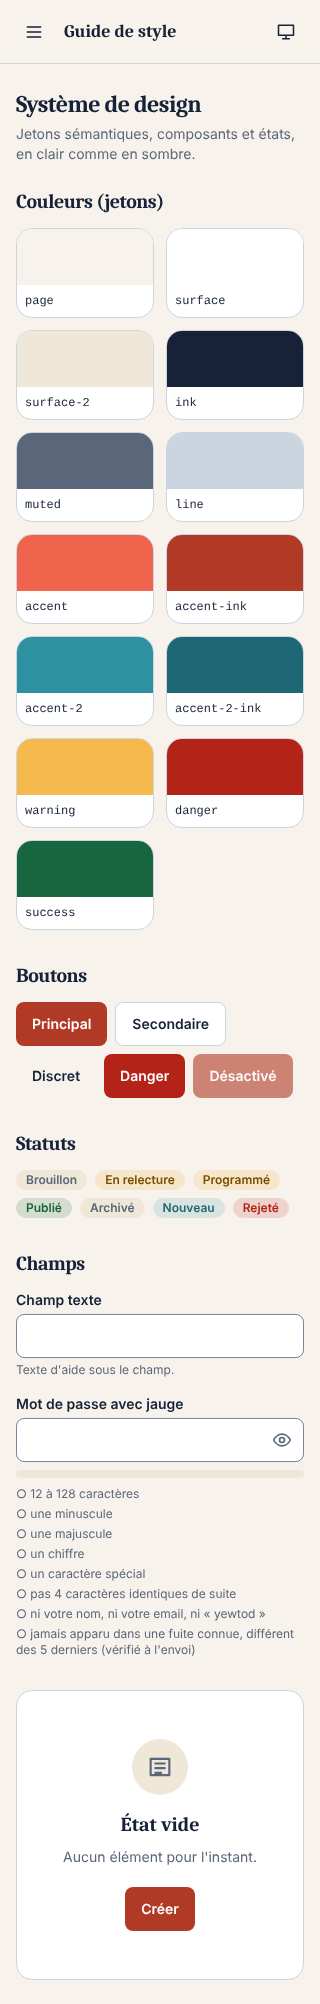 Guide de style
Système de design
Jetons sémantiques, composants et états,
en clair comme en sombre.
Couleurs (jetons)
page
surface
surface-2
ink
muted
line
accent
accent-ink
accent-2
accent-2-ink
warning
danger
success
Boutons
Principal
Secondaire
Discret
Danger
Désactivé
Statuts
Brouillon
En relecture
Programmé
Publié
Archivé
Nouveau
Rejeté
Champs
Champ texte
Texte d'aide sous le champ.
Mot de passe avec jauge
12 à 128 caractères
une minuscule
une majuscule
un chiffre
un caractère spécial
pas 4 caractères identiques de suite
ni votre nom, ni votre email, ni « yewtod »
jamais apparu dans une fuite connue, différent
des 5 derniers (vérifié à l'envoi)
État vide
Aucun élément pour l'instant.
Créer